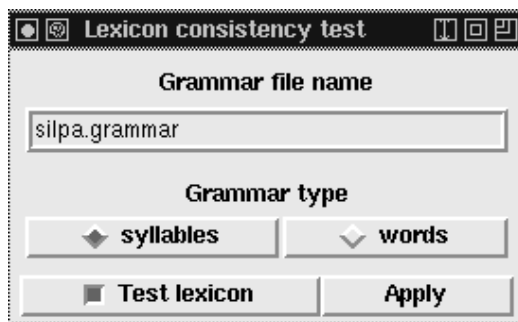 Lexicon consistency test
Grammar file name
silpa.grammar
Grammar type
syllables words
Test lexicon Apply